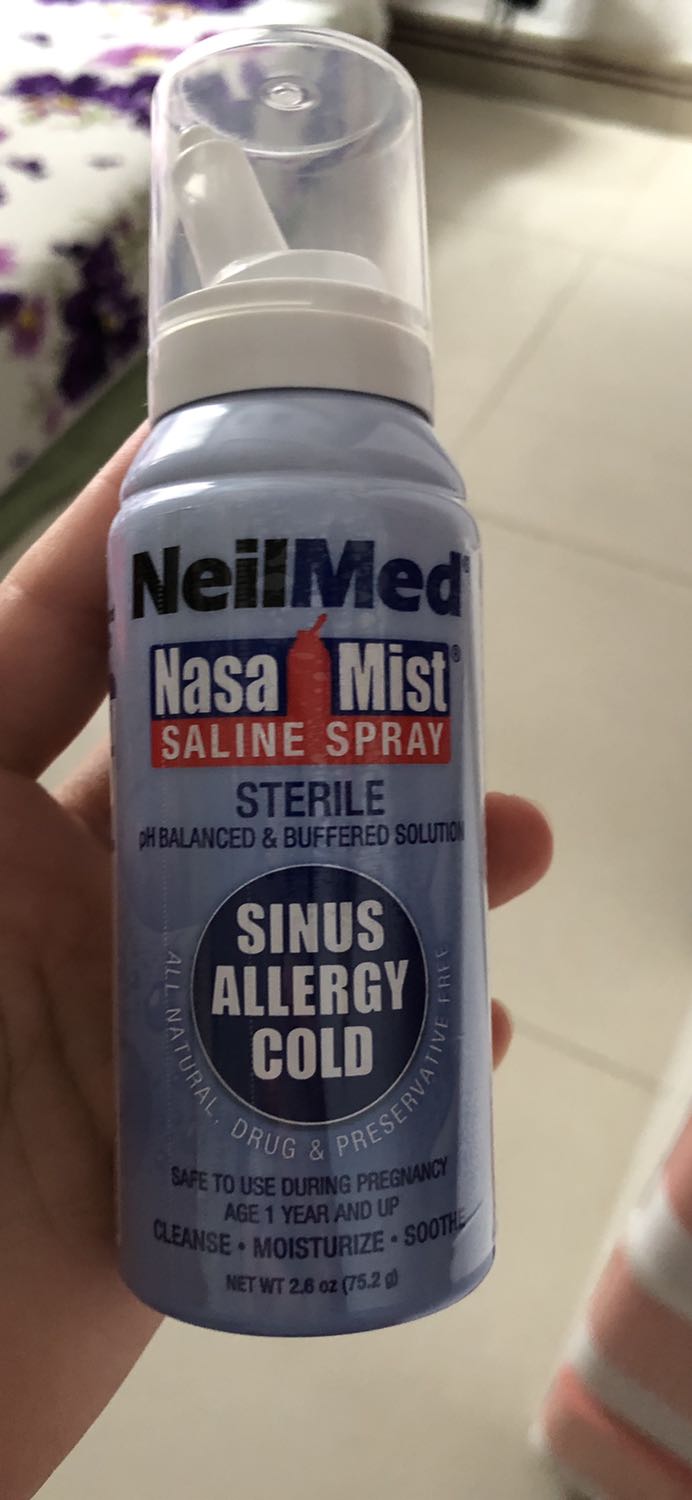 NeilMed®
Nasa Mist®
SALINE SPRAY
STERILE
pH BALANCED & BUFFERED SOLUTION
SINUS
ALLERGY
COLD
ALL NATURAL, DRUG & PRESERVATIVE FREE
SAFE TO USE DURING PREGNANCY
AGE 1 YEAR AND UP
CLEANSE • MOISTURIZE • SOOTHE
NET WT 2.6 oz (75.2 g)